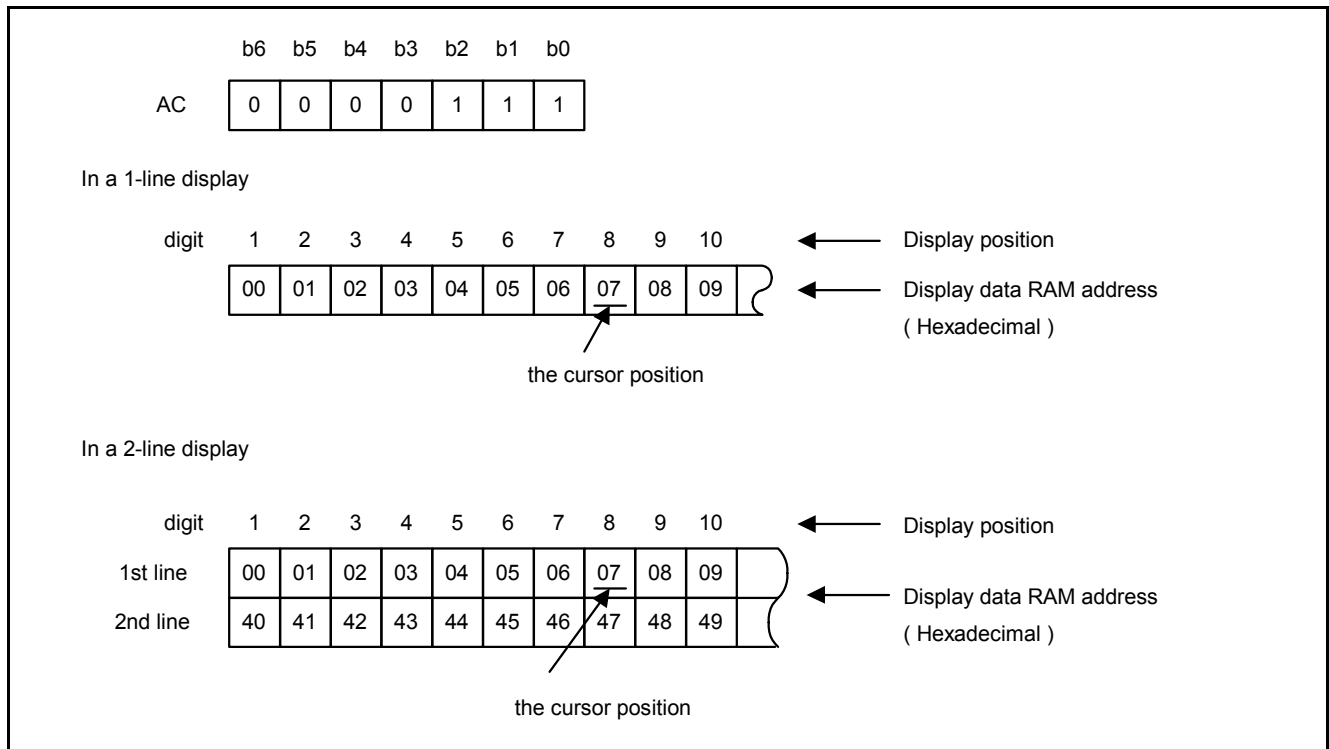 b6 b5 b4 b3 b2 b1 b0
AC 0 0 0 0 1 1 1
In a 1-line display
digit 1 2 3 4 5 6 7 8 9 10 Display position
00 01 02 03 04 05 06 07 08 09 Display data RAM address
( Hexadecimal )
the cursor position
In a 2-line display
digit 1 2 3 4 5 6 7 8 9 10 Display position
1st line 00 01 02 03 04 05 06 07 08 09
Display data RAM address
2nd line 40 41 42 43 44 45 46 47 48 49
( Hexadecimal )
the cursor position